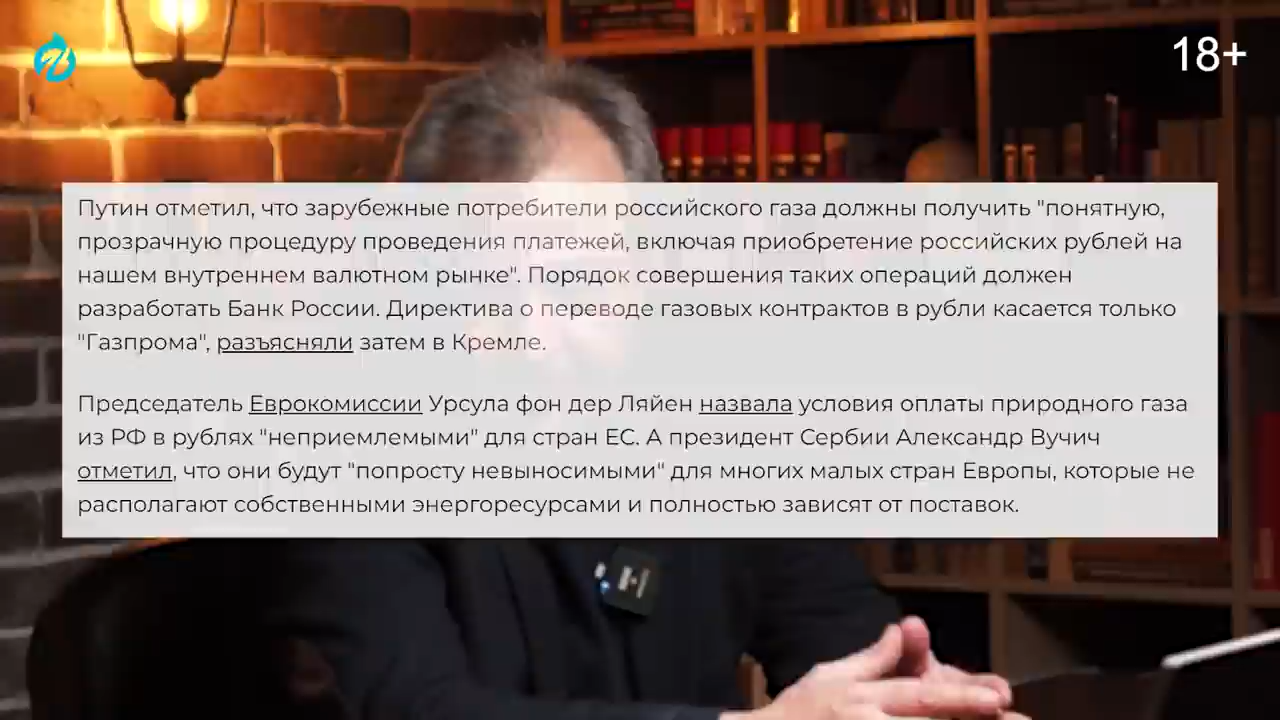 18+
Путин отметил, что зарубежные потребители российского газа должны получить "понятную,
прозрачную процедуру проведения платежей, включая приобретение российских рублей на
нашем внутреннем валютном рынке". Порядок совершения таких операций должен
разработать Банк России. Директива о переводе газовых контрактов в рубли касается только
"Газпрома", разъясняли затем в Кремле.
Председатель Еврокомиссии Урсула фон дер Ляйен назвала условия оплаты природного газа
из РФ в рублях "неприемлемыми" для стран ЕС. А президент Сербии Александр Вучич
отметил, что они будут "попросту невыносимыми" для многих малых стран Европы, которые не
располагают собственными энергоресурсами и полностью зависят от поставок.